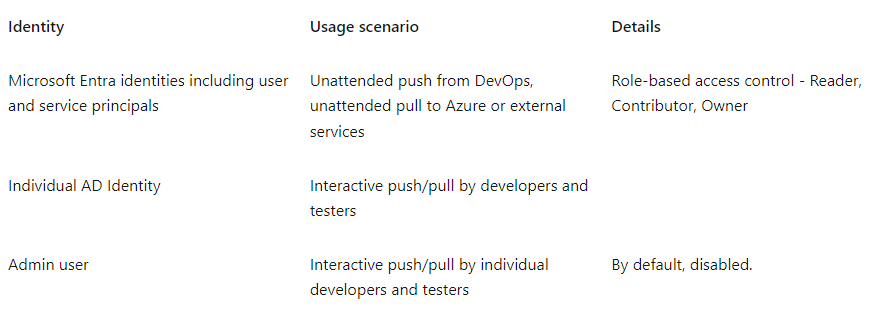 Identity Usage scenario Details
Microsoft Entra identities including user
and service principals
Unattended push from DevOps,
unattended pull to Azure or external
services
Role-based access control - Reader,
Contributor, Owner
Individual AD Identity
Interactive push/pull by developers and
testers
Admin user
Interactive push/pull by individual
developers and testers
By default, disabled.